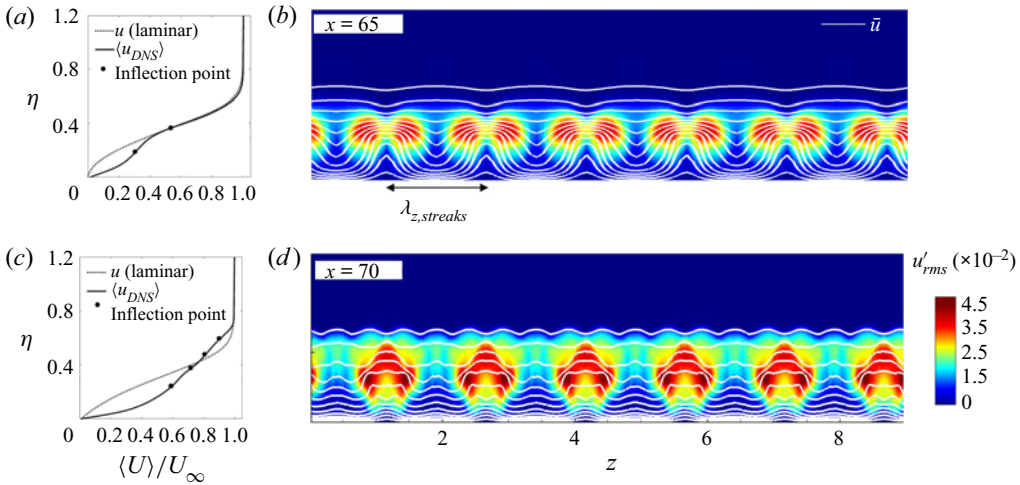 (a)
1.2
0.8
η
0.4
0
0.2 0.4 0.6 0.8 1.0
u (laminar)
⟨u_DNS⟩
Inflection point
(b)
x = 65
ū
λ_z,streaks
(c)
1.2
0.8
η
0.4
0
0.2 0.4 0.6 0.8 1.0
⟨U⟩/U_∞
u (laminar)
⟨u_DNS⟩
Inflection point
(d)
x = 70
2 4 6 8
z
u′_rms (×10⁻²)
4.5
3.5
2.5
1.5
0